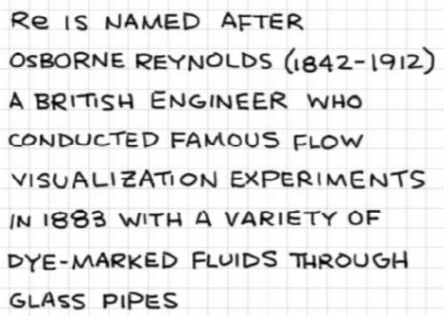 Re IS NAMED AFTER
OSBORNE REYNOLDS (1842-1912)
A BRITISH ENGINEER WHO
CONDUCTED FAMOUS FLOW
VISUALIZATION EXPERIMENTS
IN 1883 WITH A VARIETY OF
DYE-MARKED FLUIDS THROUGH
GLASS PIPES